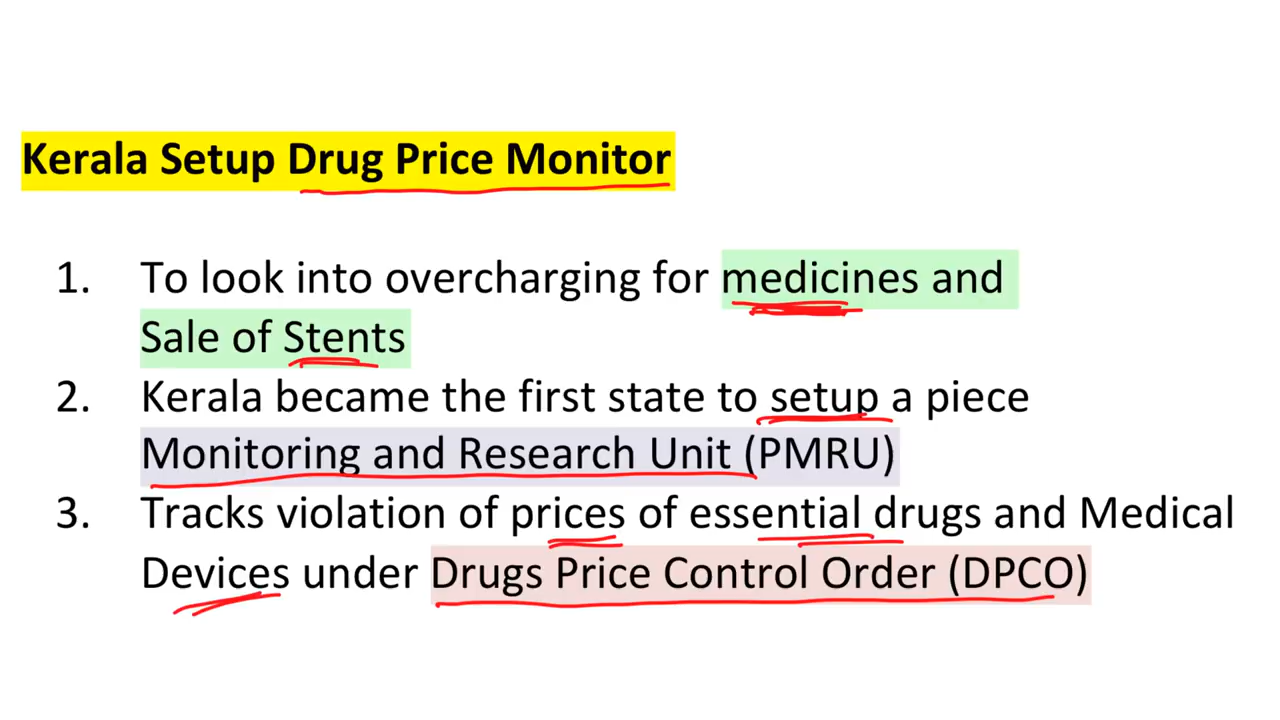 Kerala Setup Drug Price Monitor
1. To look into overcharging for medicines and
Sale of Stents
2. Kerala became the first state to setup a piece
Monitoring and Research Unit (PMRU)
3. Tracks violation of prices of essential drugs and Medical
Devices under Drugs Price Control Order (DPCO)